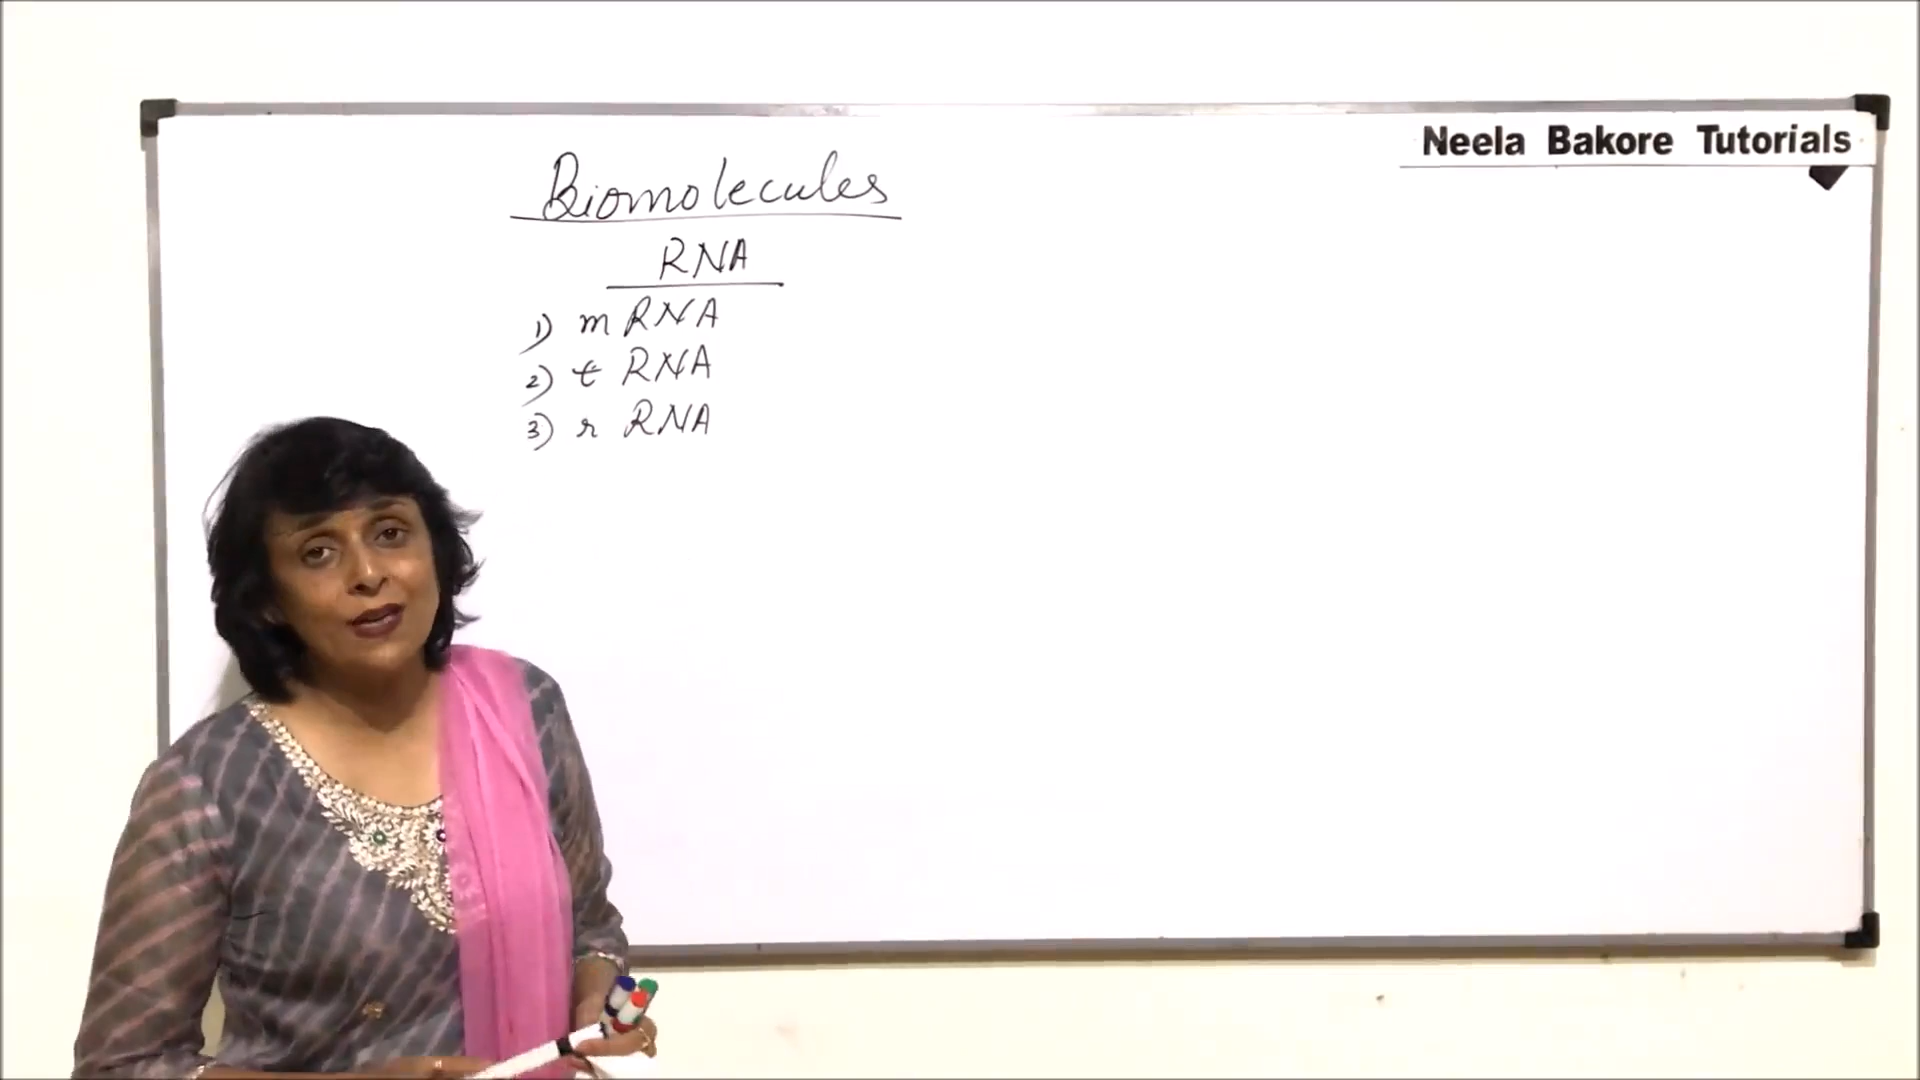 Neela Bakore Tutorials
Biomolecules
RNA
1) mRNA
2) t RNA
3) r RNA